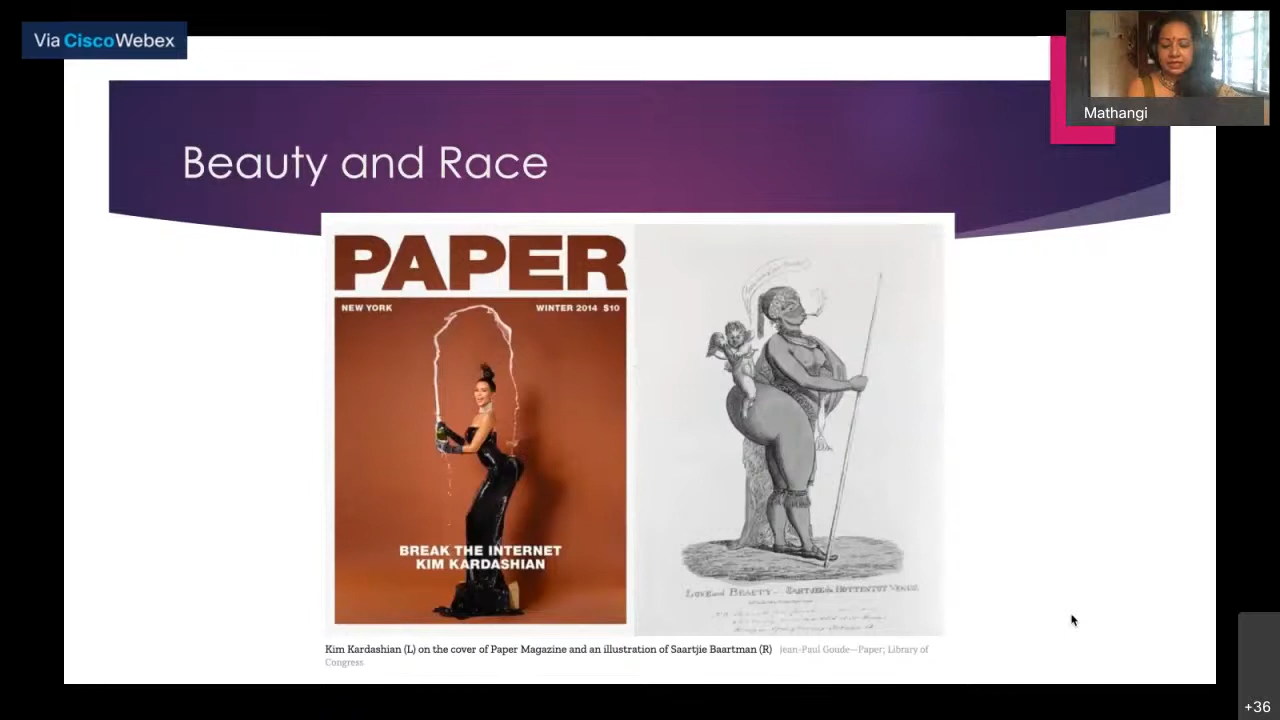 Via Cisco Webex
Mathangi
Beauty and Race
PAPER
NEW YORK
WINTER 2014 $10
BREAK THE INTERNET
KIM KARDASHIAN
LOVE and BEAUTY - SARTJEE the HOTTENTOT VENUS
Kim Kardashian (L) on the cover of Paper Magazine and an illustration of Saartjie Baartman (R) Jean-Paul Goude—Paper; Library of
Congress
+36